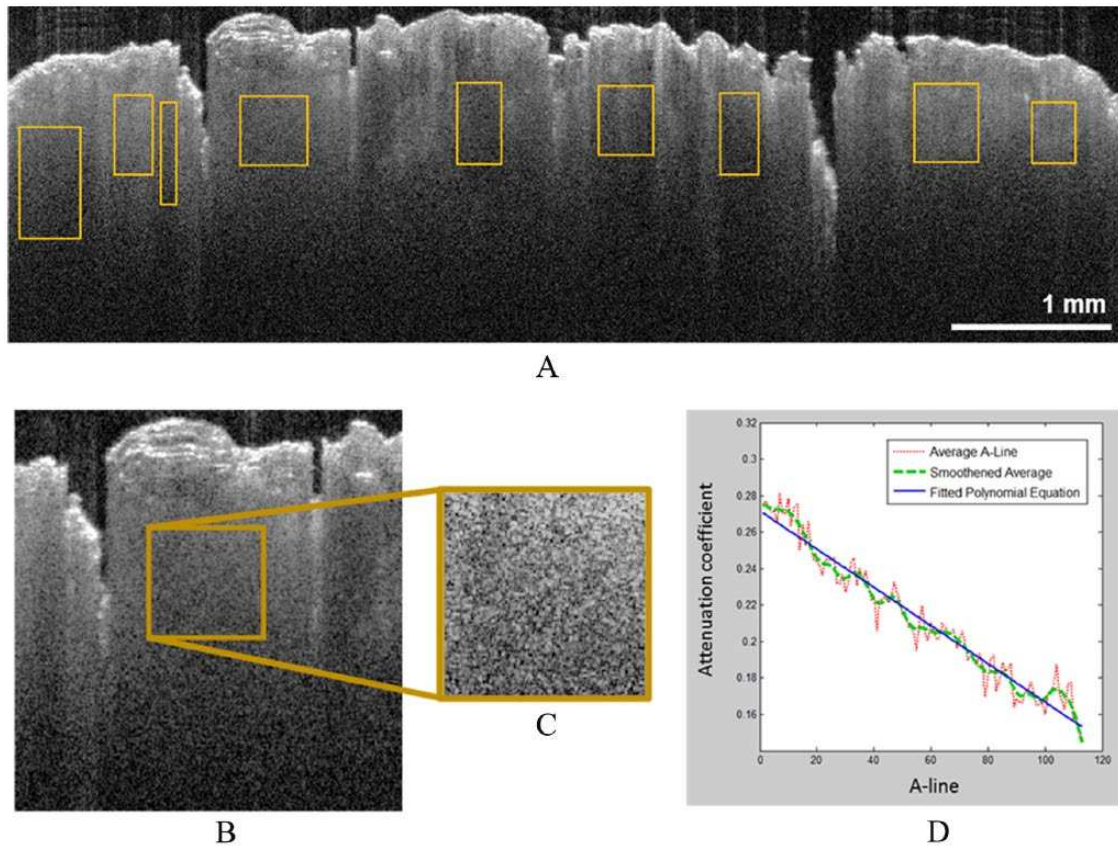 1 mm
A
B
C
0.32
0.3
0.28
0.26
0.24
0.22
0.2
0.18
0.16
0
20
40
60
80
100
120
Average A-Line
Smoothened Average
Fitted Polynomial Equation
Attenuation coefficient
A-line
D